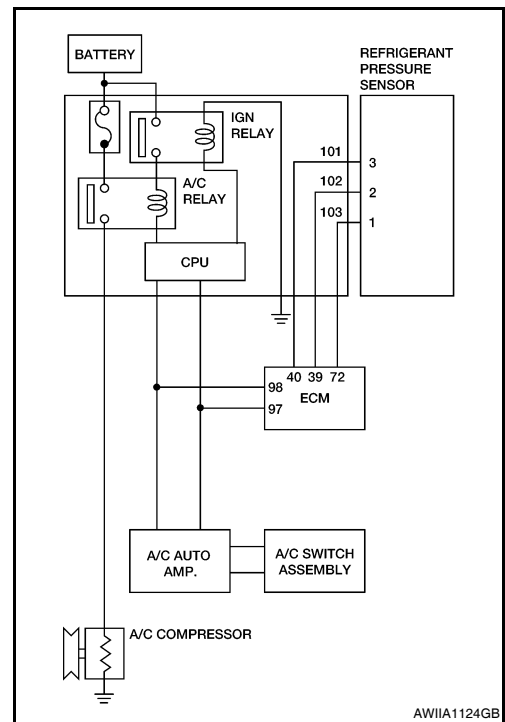 BATTERY
REFRIGERANT
PRESSURE
SENSOR
IGN
RELAY
101
3
A/C
RELAY
102
2
103
1
CPU
40 39 72
98
ECM
97
A/C AUTO
AMP.
A/C SWITCH
ASSEMBLY
A/C COMPRESSOR
AWIIA1124GB